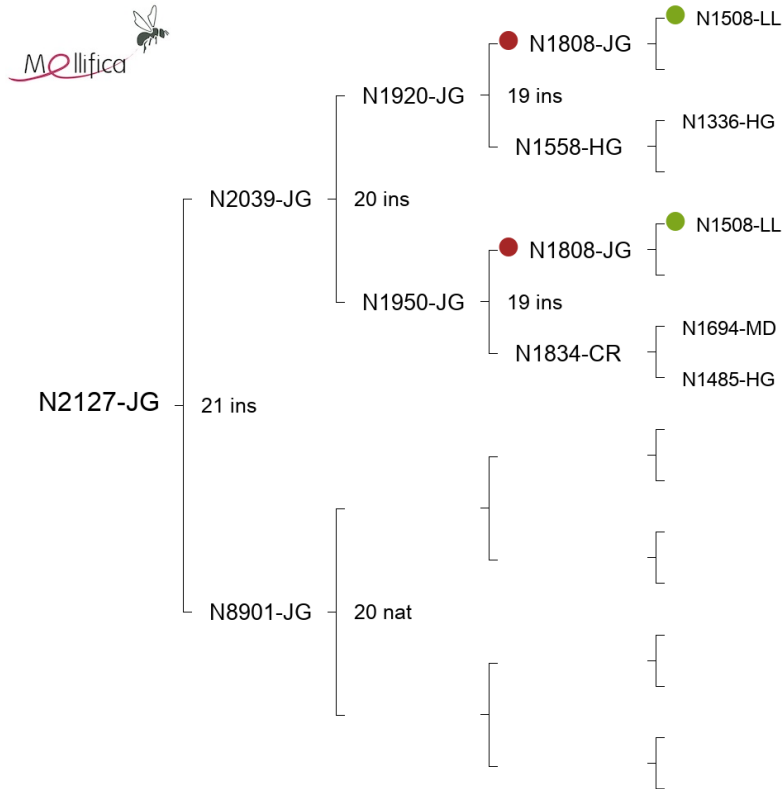 Mellifica
N1508-LL
N1808-JG
N1920-JG
19 ins
N1336-HG
N1558-HG
N2039-JG
20 ins
N1508-LL
N1808-JG
N1950-JG
19 ins
N1694-MD
N1834-CR
N1485-HG
N2127-JG
21 ins
N8901-JG
20 nat